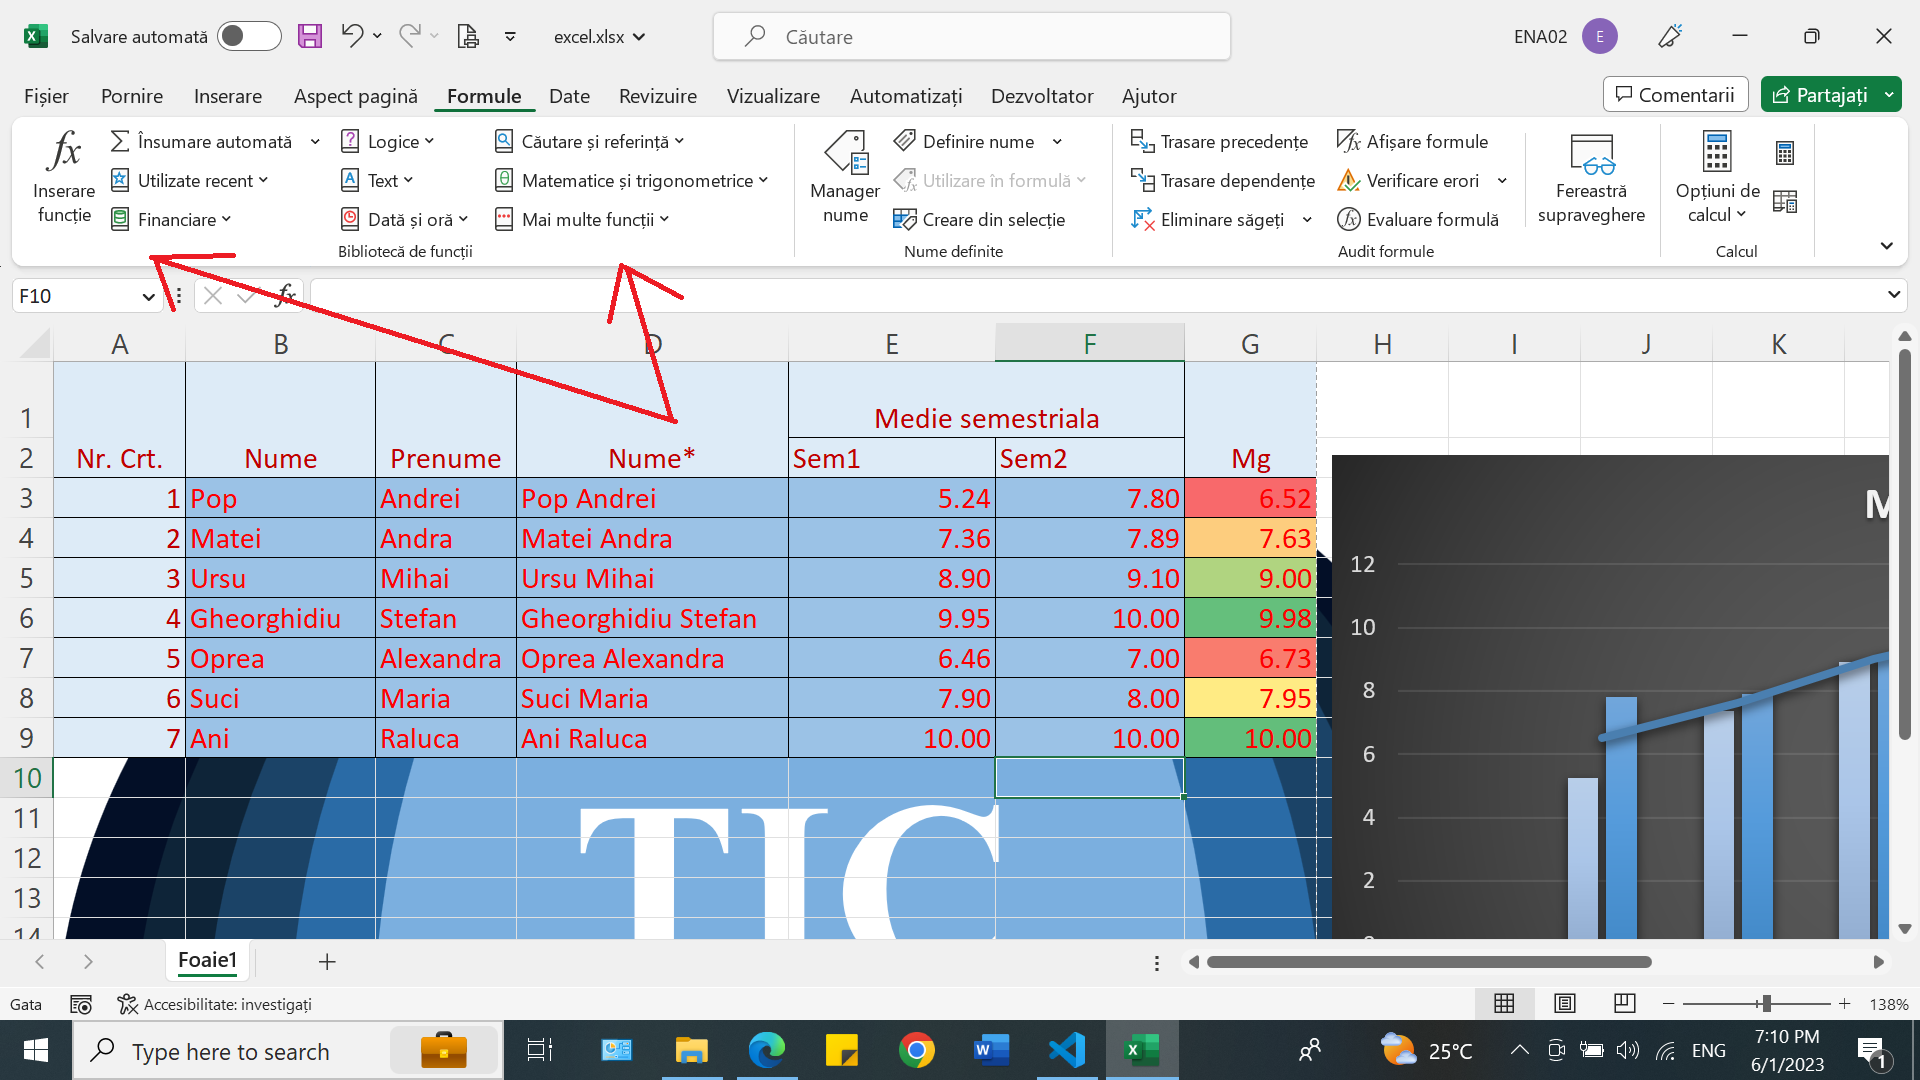 Salvare automată
excel.xlsx
Căutare
ENA02
E
Fișier Pornire Inserare Aspect pagină Formule Date Revizuire Vizualizare Automatizați Dezvoltator Ajutor
Comentarii
Partajați
fx
Inserare
funcție
Însumare automată
Utilizate recent
Financiare
Logice
Text
Dată și oră
Căutare și referință
Matematice și trigonometrice
Mai multe funcții
Bibliotecă de funcții
Manager
nume
Definire nume
Utilizare în formulă
Creare din selecție
Nume definite
Trasare precedențe
Trasare dependențe
Eliminare săgeți
Afișare formule
Verificare erori
Evaluare formulă
Audit formule
Fereastră
supraveghere
Opțiuni de
calcul
Calcul
F10
fx
A B C D E F G H I J K
1 Medie semestriala
2 Nr. Crt. Nume Prenume Nume* Sem1 Sem2 Mg
3 1 Pop Andrei Pop Andrei 5.24 7.80 6.52
4 2 Matei Andra Matei Andra 7.36 7.89 7.63
5 3 Ursu Mihai Ursu Mihai 8.90 9.10 9.00
6 4 Gheorghidiu Stefan Gheorghidiu Stefan 9.95 10.00 9.98
7 5 Oprea Alexandra Oprea Alexandra 6.46 7.00 6.73
8 6 Suci Maria Suci Maria 7.90 8.00 7.95
9 7 Ani Raluca Ani Raluca 10.00 10.00 10.00
10
11
12
13
14
TIC
M
12
10
8
6
4
2
Foaie1
Gata
Accesibilitate: investigați
138%
Type here to search
25°C
ENG
7:10 PM
6/1/2023
1